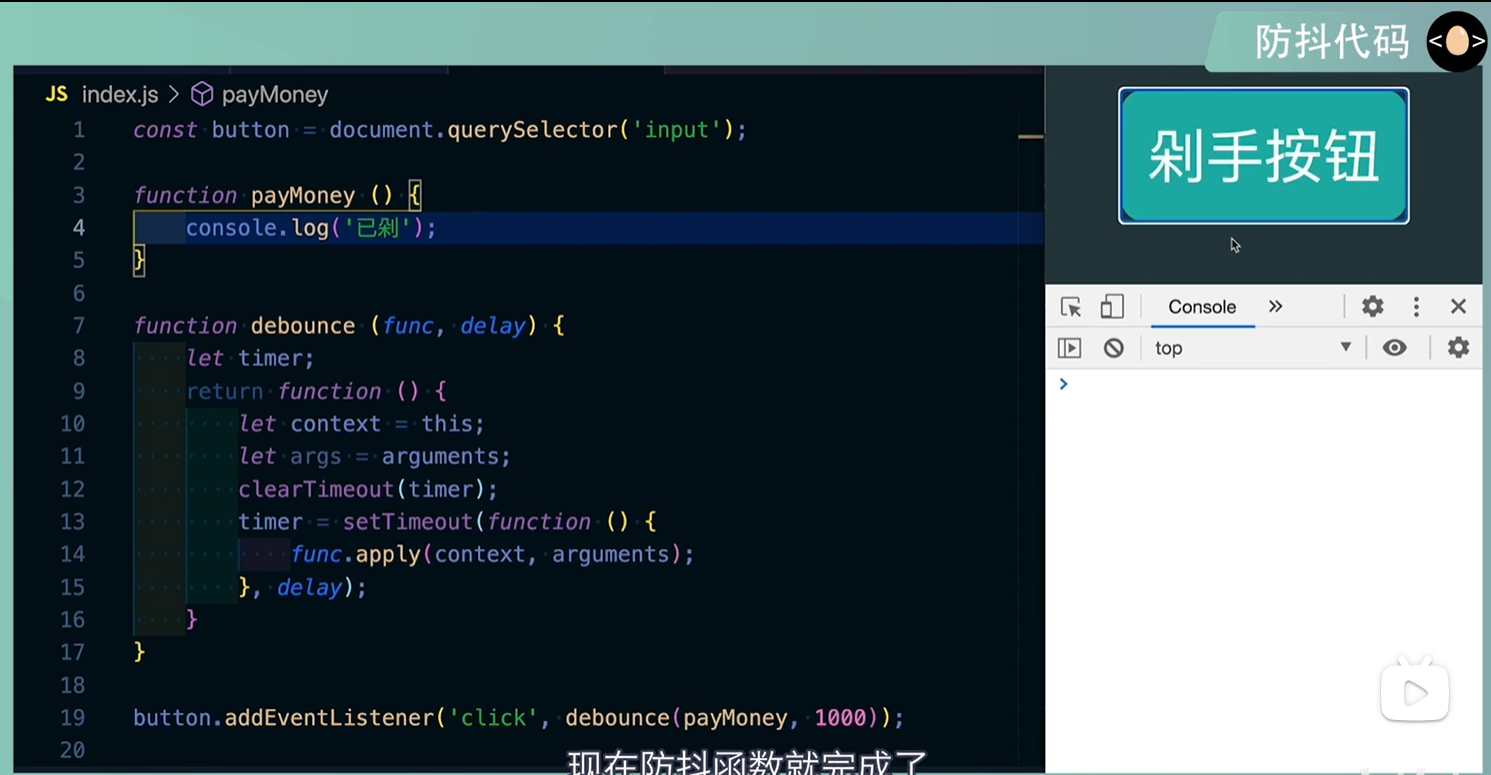 防抖代码
< >
JS index.js > payMoney
1 const button = document.querySelector('input');
2
3 function payMoney () {
4 console.log('已剁');
5 }
6
7 function debounce (func, delay) {
8 let timer;
9 return function () {
10 let context = this;
11 let args = arguments;
12 clearTimeout(timer);
13 timer = setTimeout(function () {
14 func.apply(context, arguments);
15 }, delay);
16 }
17 }
18
19 button.addEventListener('click', debounce(payMoney, 1000));
20
剁手按钮
Console »
top
>
现在防抖函数就完成了